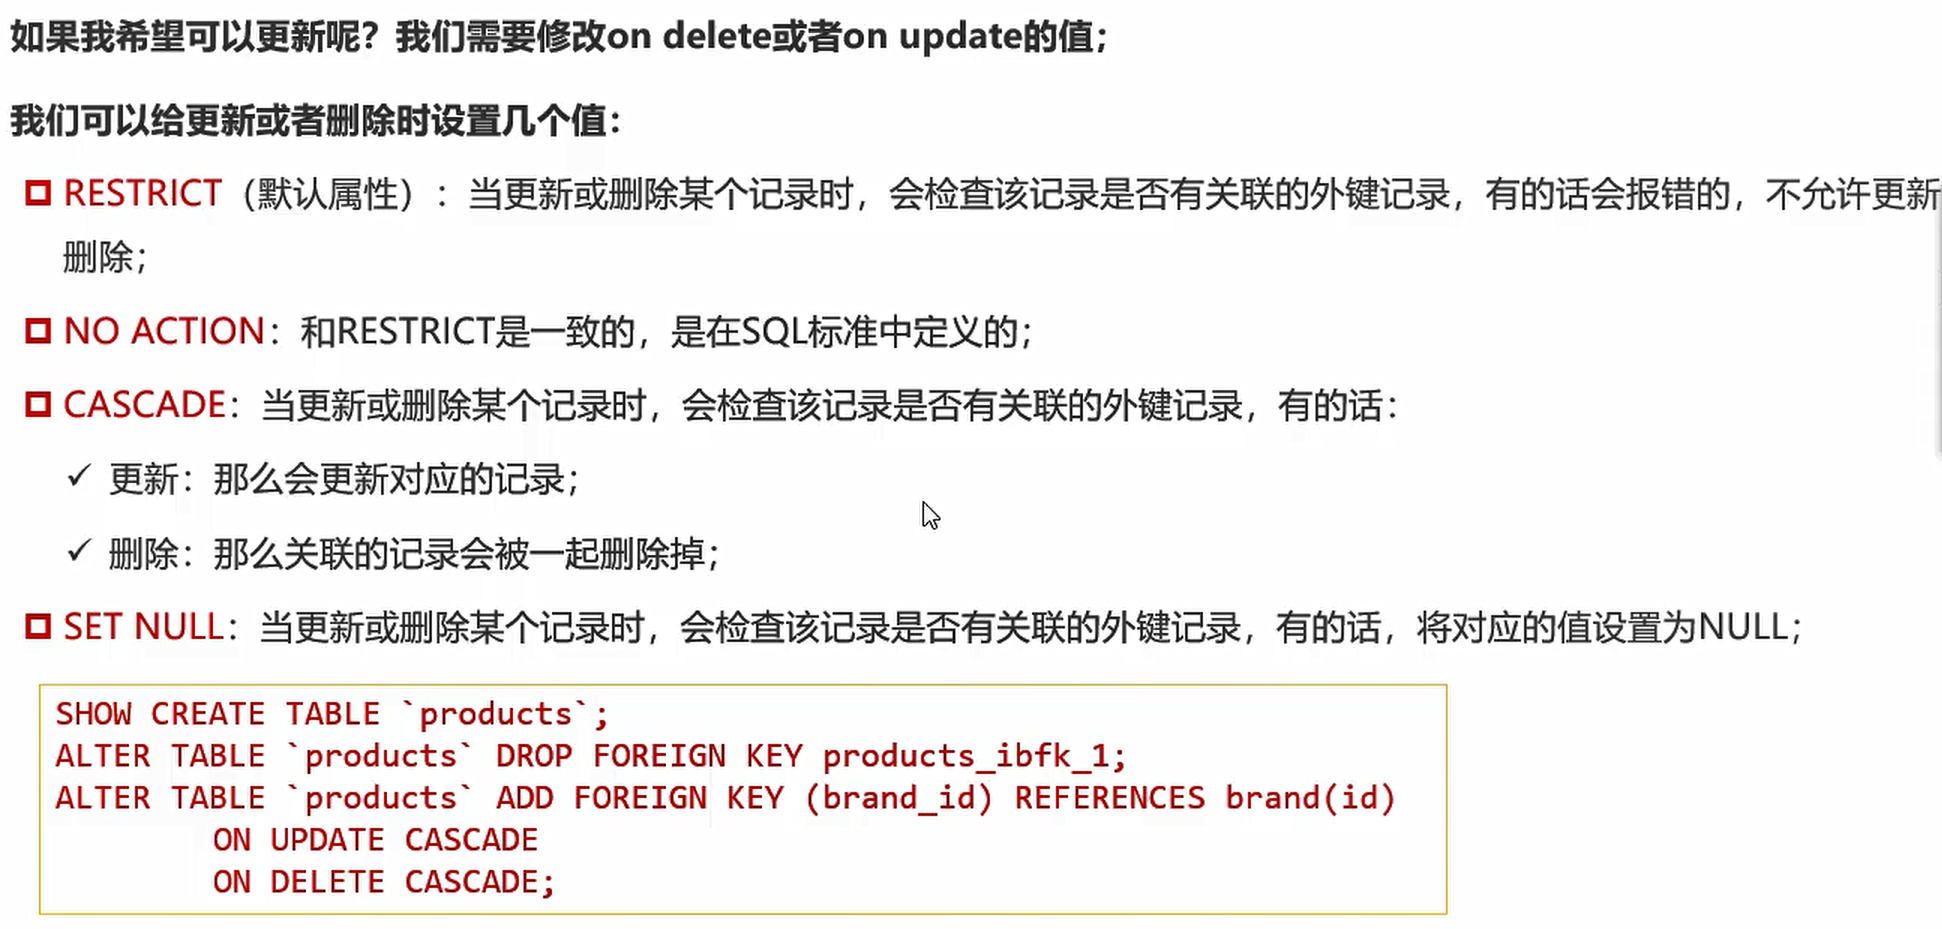 如果我希望可以更新呢？我们需要修改on delete或者on update的值；
我们可以给更新或者删除时设置几个值：
RESTRICT（默认属性）：当更新或删除某个记录时，会检查该记录是否有关联的外键记录，有的话会报错的，不允许更新
删除；
NO ACTION：和RESTRICT是一致的，是在SQL标准中定义的；
CASCADE：当更新或删除某个记录时，会检查该记录是否有关联的外键记录，有的话：
✓ 更新：那么会更新对应的记录；
✓ 删除：那么关联的记录会被一起删除掉；
SET NULL：当更新或删除某个记录时，会检查该记录是否有关联的外键记录，有的话，将对应的值设置为NULL；
SHOW CREATE TABLE `products`;
ALTER TABLE `products` DROP FOREIGN KEY products_ibfk_1;
ALTER TABLE `products` ADD FOREIGN KEY (brand_id) REFERENCES brand(id)
ON UPDATE CASCADE
ON DELETE CASCADE;